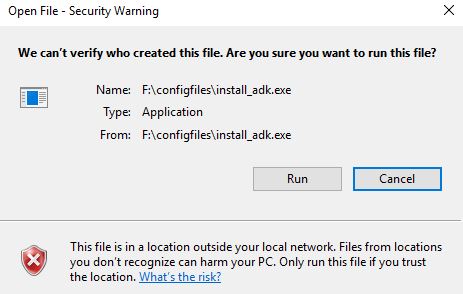 Open File - Security Warning
We can't verify who created this file. Are you sure you want to run this file?
Name: F:\configfiles\install_adk.exe
Type: Application
From: F:\configfiles\install_adk.exe
Run Cancel
This file is in a location outside your local network. Files from locations
you don't recognize can harm your PC. Only run this file if you trust
the location. What's the risk?